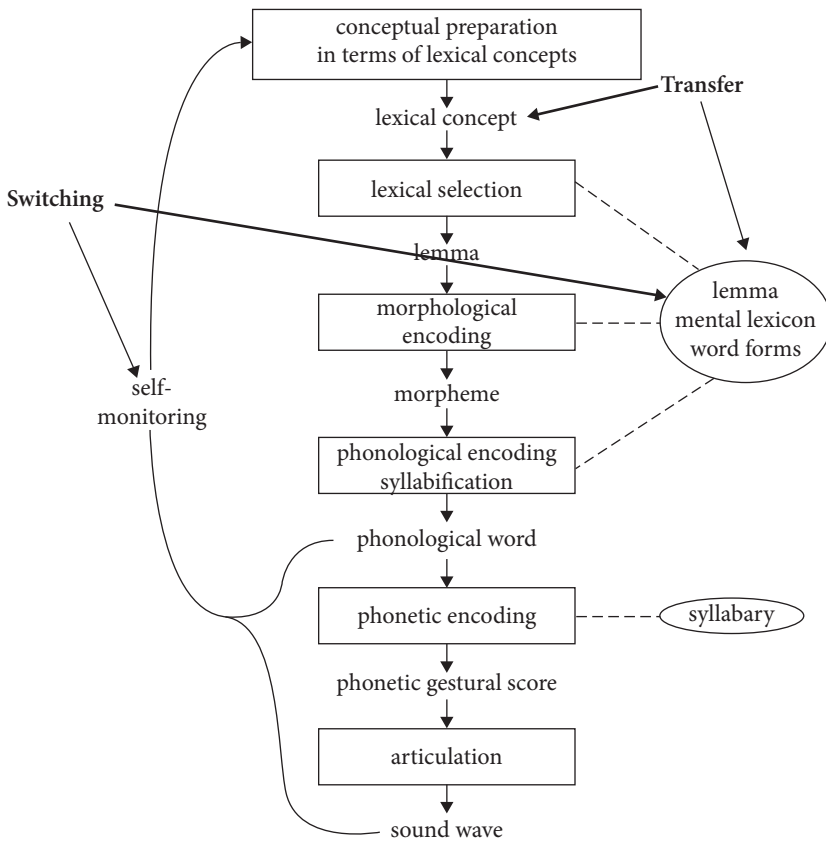 conceptual preparation
in terms of lexical concepts
Transfer
lexical concept
lexical selection
Switching
lemma
lemma
mental lexicon
word forms
morphological
encoding
self-
monitoring
morpheme
phonological encoding
syllabification
phonological word
phonetic encoding
syllabary
phonetic gestural score
articulation
sound wave